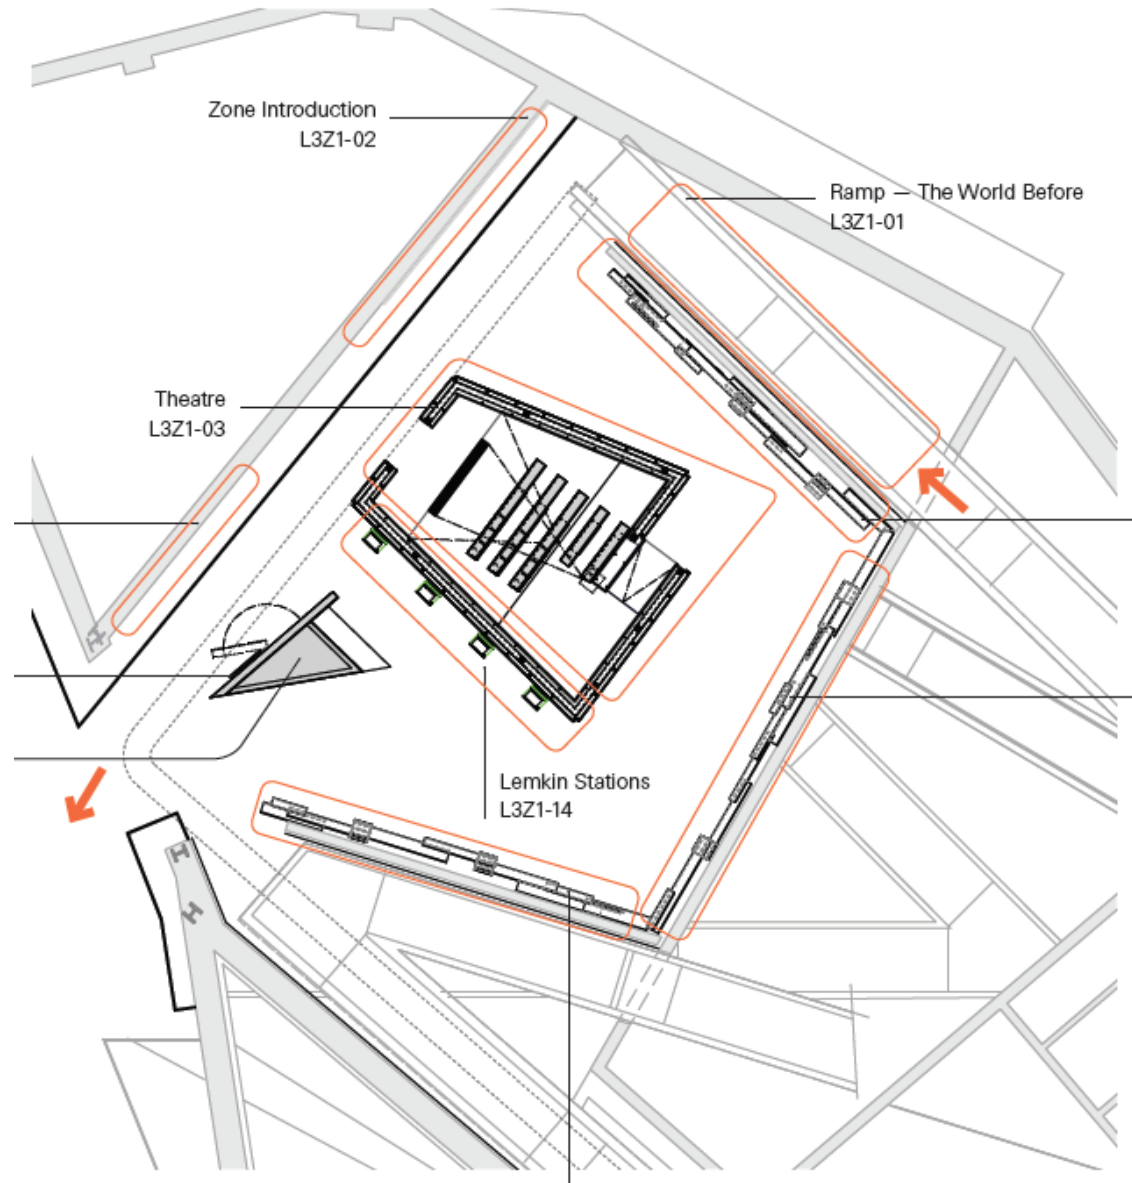 Zone Introduction
L3Z1-02
Ramp — The World Before
L3Z1-01
Theatre
L3Z1-03
Lemkin Stations
L3Z1-14